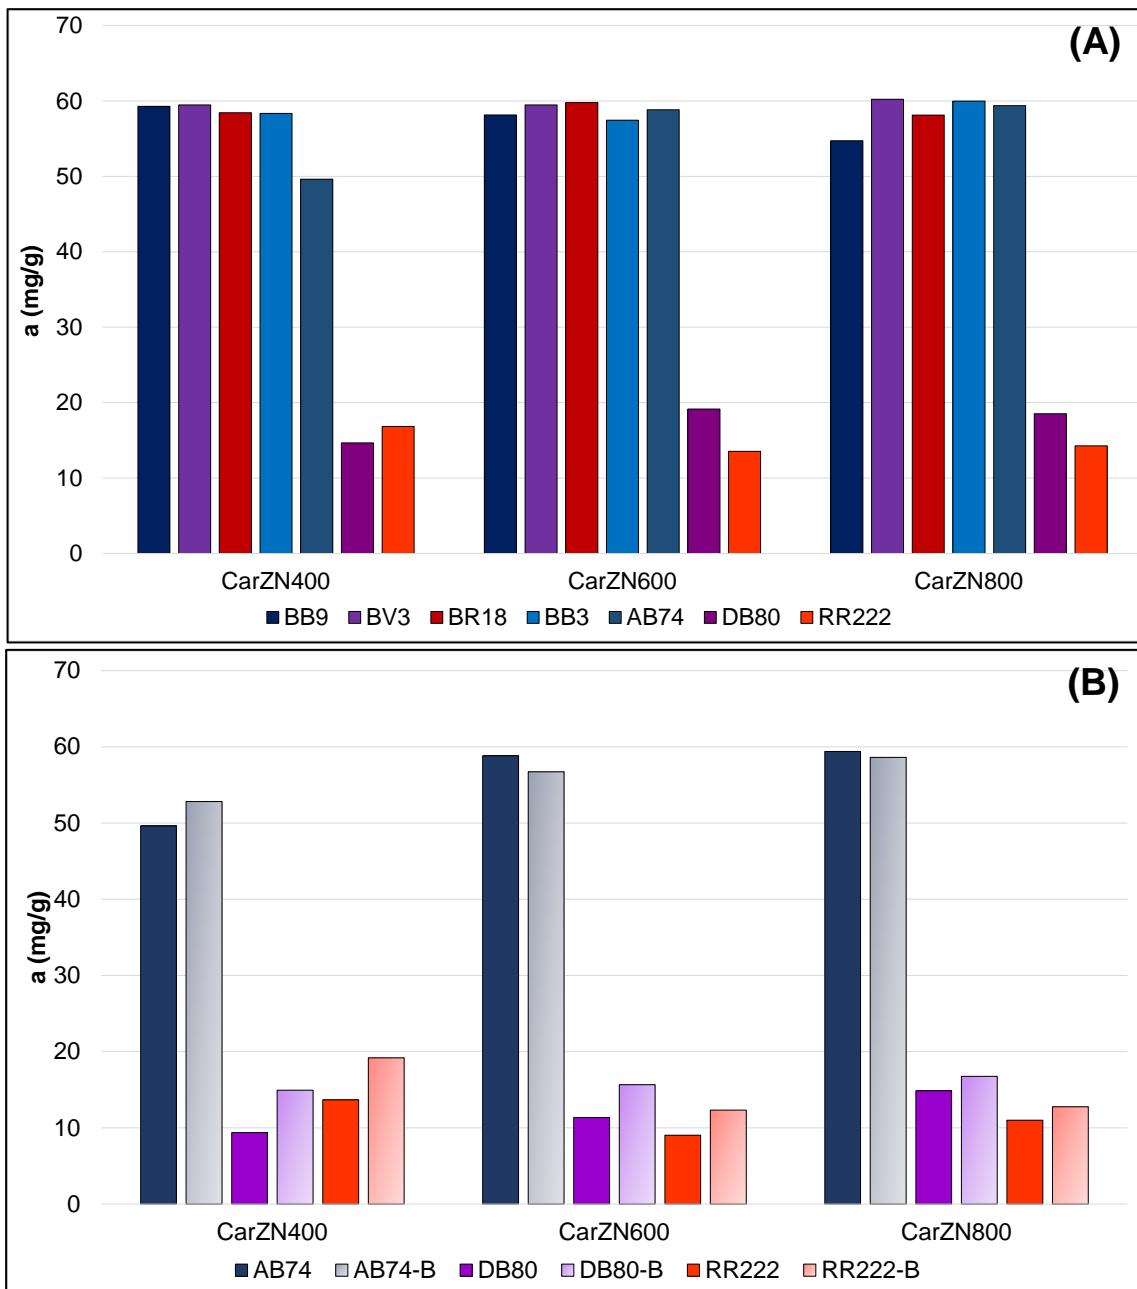 (A)
70
60
50
40
30
20
10
0
a (mg/g)
CarZN400 CarZN600 CarZN800
BB9 BV3 BR18 BB3 AB74 DB80 RR222
(B)
70
60
50
40
30
20
10
0
a (mg/g)
CarZN400 CarZN600 CarZN800
AB74 AB74-B DB80 DB80-B RR222 RR222-B